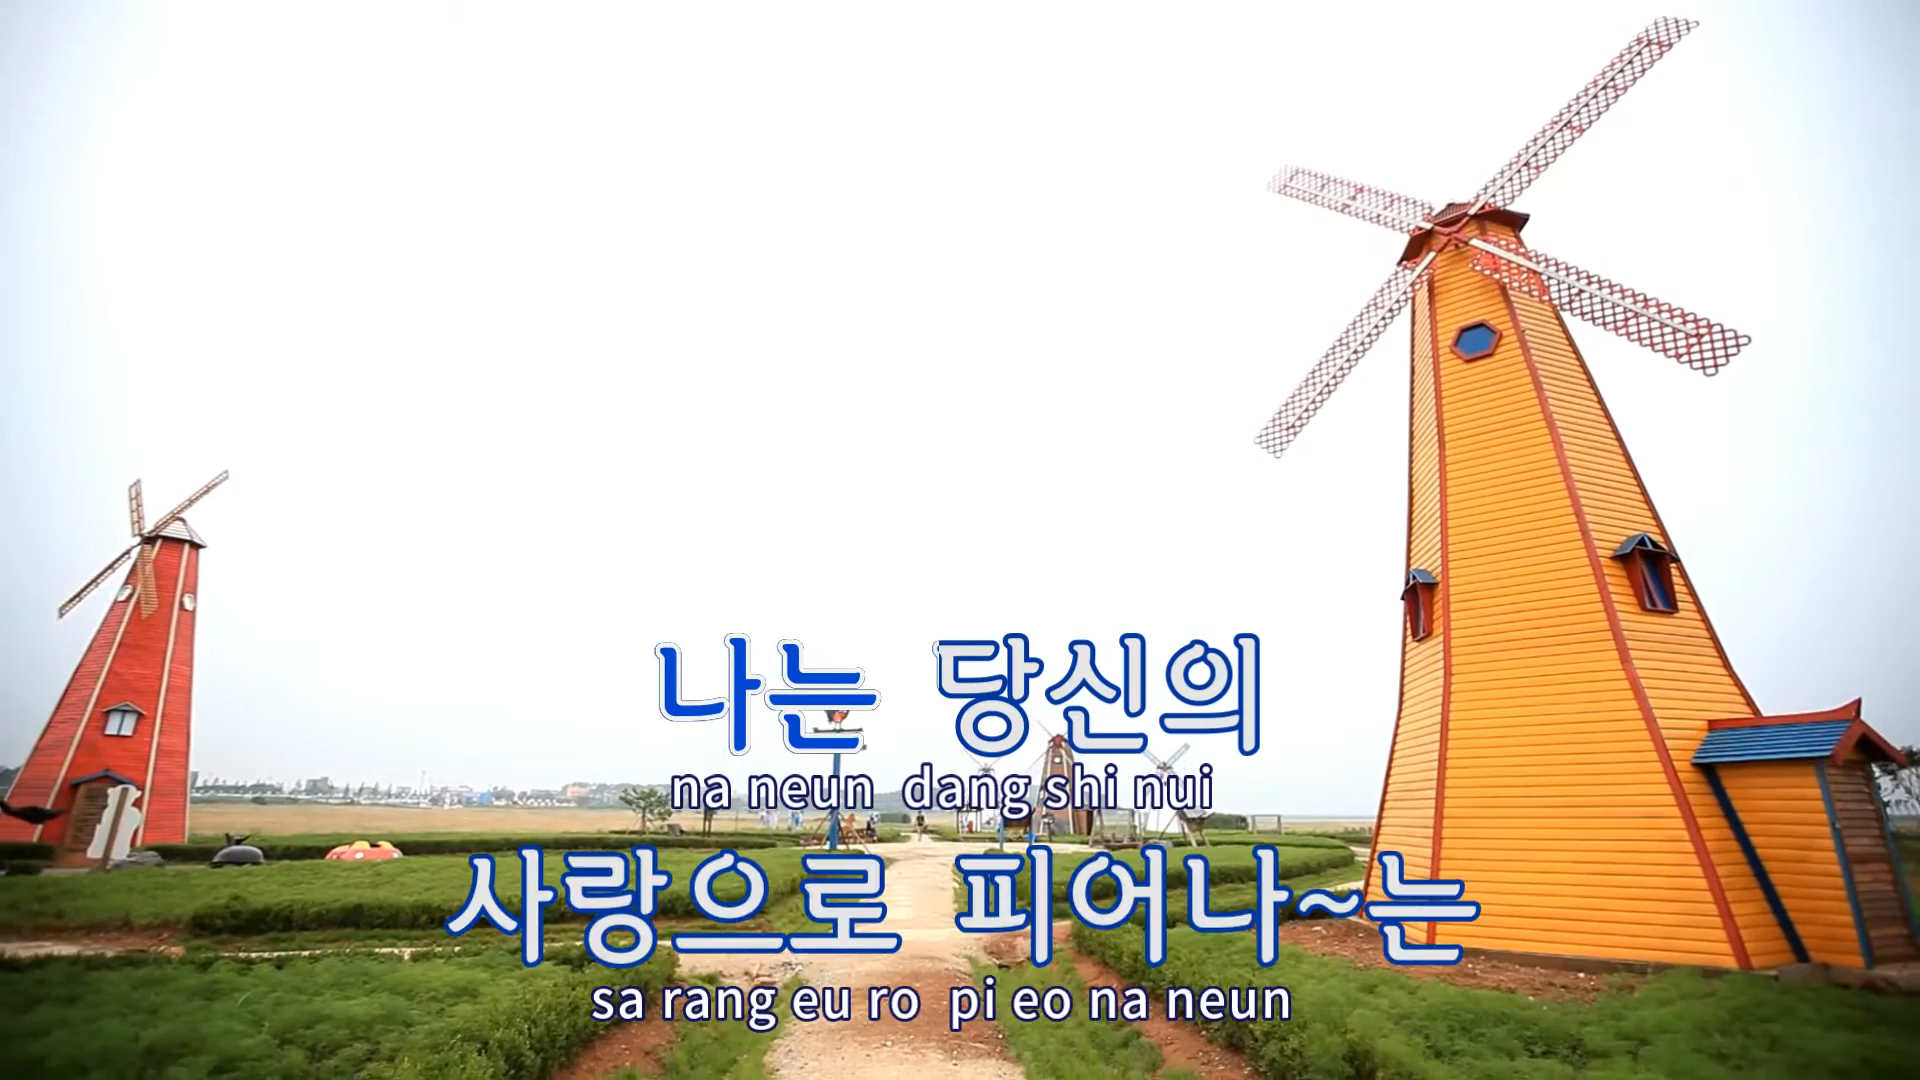 나는 당신의
na neun dang shi nui
사랑으로 피어나~는
sa rang eu ro pi eo na neun